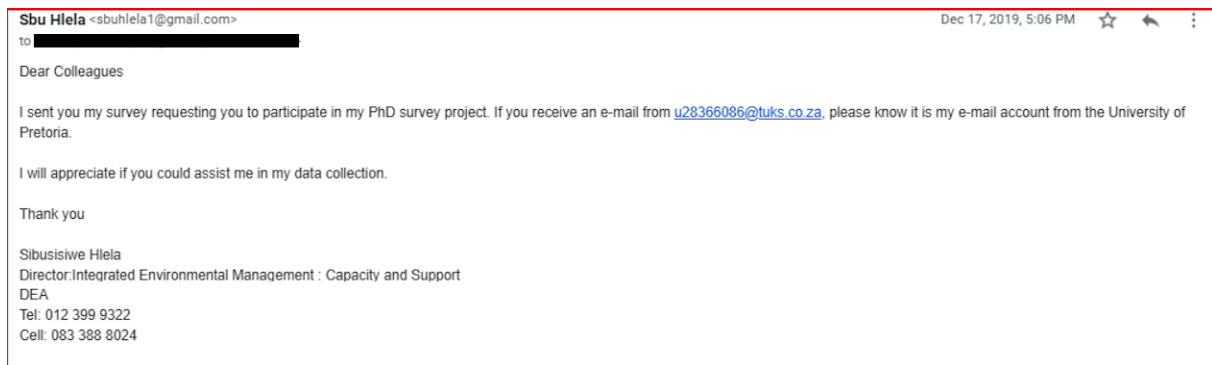 Sbu Hlela <sbuhlela1@gmail.com> Dec 17, 2019, 5:06 PM
to
Dear Colleagues
I sent you my survey requesting you to participate in my PhD survey project. If you receive an e-mail from u28366086@tuks.co.za, please know it is my e-mail account from the University of
Pretoria.
I will appreciate if you could assist me in my data collection.
Thank you
Sibusisiwe Hlela
Director:Integrated Environmental Management : Capacity and Support
DEA
Tel: 012 399 9322
Cell: 083 388 8024